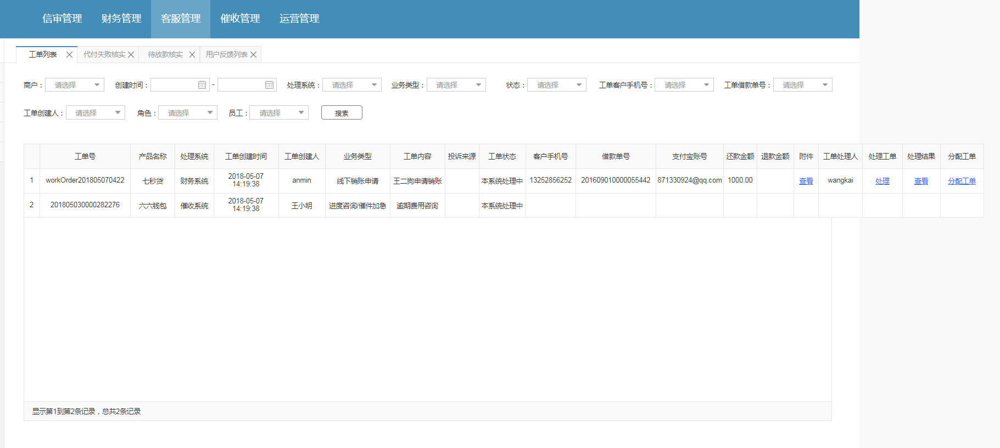 信审管理 财务管理 客服管理 催收管理 运营管理
工单列表 代付失败核实 待放款核实 用户反馈列表
商户： 请选择 创建时间： - 处理系统： 请选择 业务类型： 请选择 状态： 请选择 工单客户手机号： 请选择 工单借款单号： 请选择
工单创建人： 请选择 角色： 请选择 员工： 请选择 搜索
工单号 产品名称 处理系统 工单创建时间 工单创建人 业务类型 工单内容 投诉来源 工单状态 客户手机号 借款单号 支付宝账号 还款金额 退款金额 附件 工单处理人 处理工单 处理结果 分配工单
1 workOrder201805070422 七秒贷 财务系统 2018-05-07 14:19:38 anmin 线下销账申请 王二狗申请销账 本系统处理中 13252856252 201609010000055442 871330924@qq.com 1000.00 查看 wangkai 处理 查看 分配工单
2 201805030000282276 六六钱包 催收系统 2018-05-07 14:19:38 王小明 进度咨询/催件加急 逾期费用咨询 本系统处理中
显示第1到第2条记录，总共2条记录